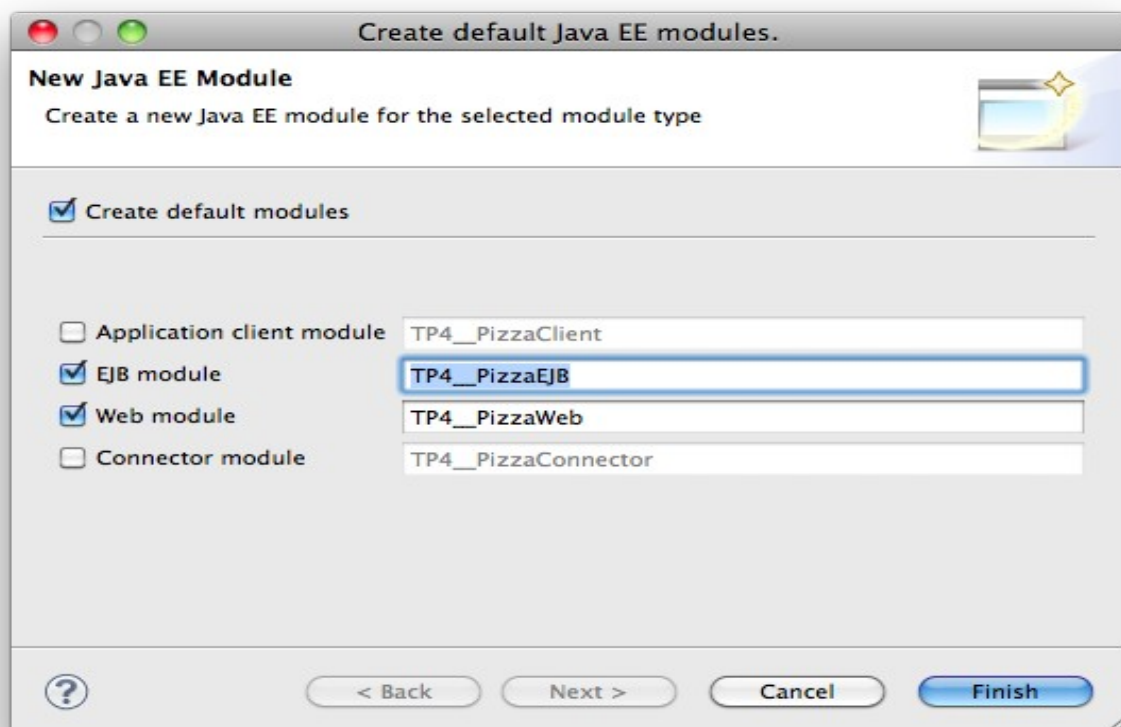 Create default Java EE modules.
New Java EE Module
Create a new Java EE module for the selected module type
Create default modules
Application client module TP4__PizzaClient
EJB module TP4__PizzaEJB
Web module TP4__PizzaWeb
Connector module TP4__PizzaConnector
? < Back Next > Cancel Finish